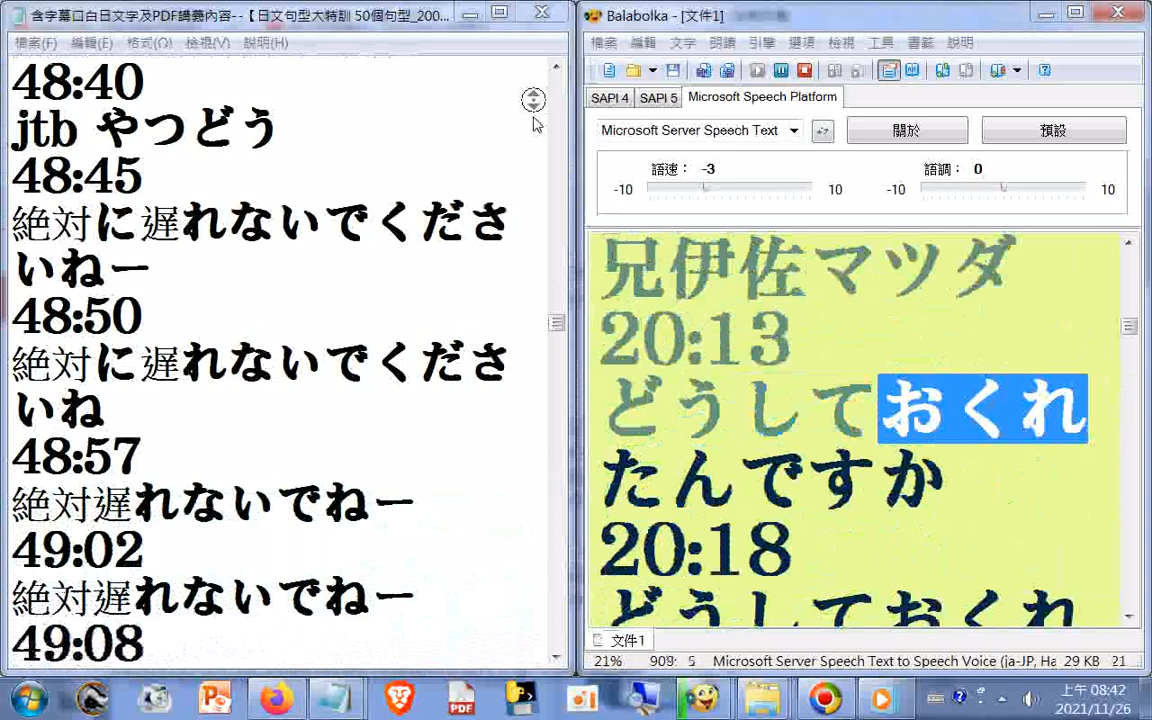 含字幕口白日文字及PDF講義內容--【日文句型大特訓 50個句型_200...
檔案(F) 編輯(E) 格式(O) 檢視(V) 說明(H)
48:40
jtb やつどう
48:45
絶対に遅れないでくださ
いねー
48:50
絶対に遅れないでくださ
いね
48:57
絶対遅れないでねー
49:02
絶対遅れないでねー
49:08
Balabolka - [文件1]
檔案 編輯 文字 朗讀 引擎 選項 檢視 工具 書籤 說明
SAPI 4 SAPI 5 Microsoft Speech Platform
Microsoft Server Speech Text 關於 預設
語速： -3 語調： 0
-10 10 -10 10
兄伊佐マツダ
20:13
どうしておくれ
たんですか
20:18
どうしておくれ
文件1
21% 909: 5 Microsoft Server Speech Text to Speech Voice (ja-JP, Ha 29 KB 21
PDF
上午 08:42
2021/11/26